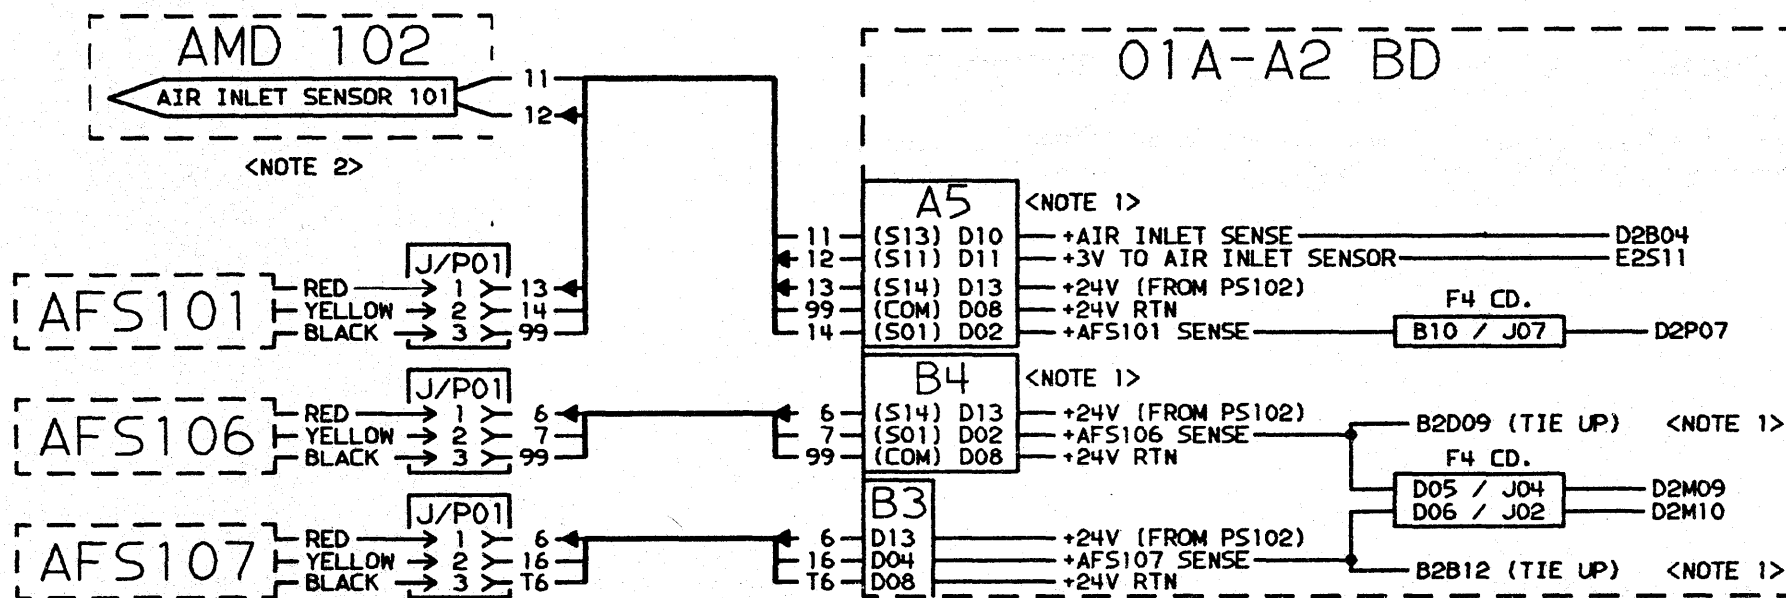 AMD 102
AIR INLET SENSOR 101
11
12
<NOTE 2>
01A-A2 BD
A5 <NOTE 1>
11 (S13) D10 +AIR INLET SENSE D2B04
12 (S11) D11 +3V TO AIR INLET SENSOR E2S11
13 (S14) D13 +24V (FROM PS102)
99 (COM) D08 +24V RTN
14 (S01) D02 +AFS101 SENSE
F4 CD.
B10 / J07 D2P07
AFS101
J/P01
RED 1 13
YELLOW 2 14
BLACK 3 99
B4 <NOTE 1>
6 (S14) D13 +24V (FROM PS102)
7 (S01) D02 +AFS106 SENSE
99 (COM) D08 +24V RTN
B2D09 (TIE UP) <NOTE 1>
F4 CD.
D05 / J04 D2M09
D06 / J02 D2M10
AFS106
J/P01
RED 1 6
YELLOW 2 7
BLACK 3 99
B3
6 D13 +24V (FROM PS102)
16 D04 +AFS107 SENSE
T6 D08 +24V RTN
B2B12 (TIE UP) <NOTE 1>
AFS107
J/P01
RED 1 6
YELLOW 2 16
BLACK 3 T6